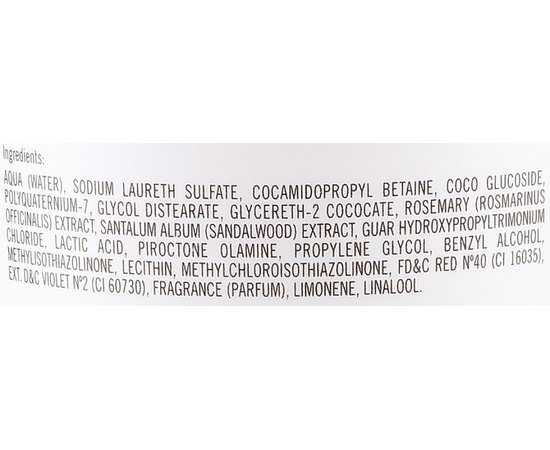 Ingredients:
AQUA (WATER), SODIUM LAURETH SULFATE, COCAMIDOPROPYL BETAINE, COCO GLUCOSIDE,
POLYQUATERNIUM-7, GLYCOL DISTEARATE, GLYCERETH-2 COCOATE, ROSEMARY (ROSMARINUS
OFFICINALIS) EXTRACT, SANTALUM ALBUM (SANDALWOOD) EXTRACT, GUAR HYDROXYPROPYLTRIMONIUM
CHLORIDE, LACTIC ACID, PIROCTONE OLAMINE, PROPYLENE GLYCOL, BENZYL ALCOHOL,
METHYLISOTHIAZOLINONE, LECITHIN, METHYLCHLOROISOTHIAZOLINONE, FD&C RED Nº40 (CI 16035),
EXT. D&C VIOLET Nº2 (CI 60730), FRAGRANCE (PARFUM), LIMONENE, LINALOOL.